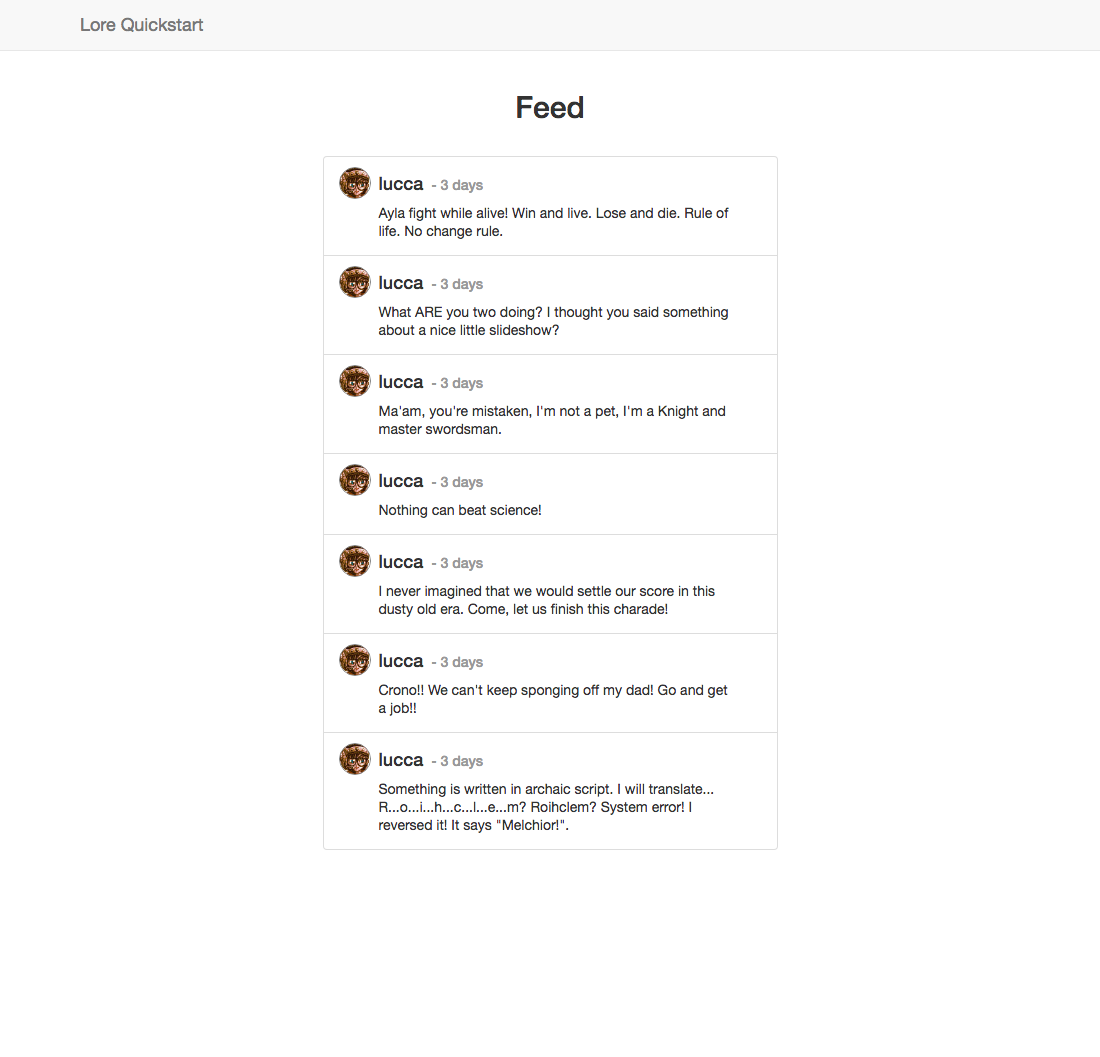 Lore Quickstart
Feed
lucca - 3 days
Ayla fight while alive! Win and live. Lose and die. Rule of
life. No change rule.
lucca - 3 days
What ARE you two doing? I thought you said something
about a nice little slideshow?
lucca - 3 days
Ma'am, you're mistaken, I'm not a pet, I'm a Knight and
master swordsman.
lucca - 3 days
Nothing can beat science!
lucca - 3 days
I never imagined that we would settle our score in this
dusty old era. Come, let us finish this charade!
lucca - 3 days
Crono!! We can't keep sponging off my dad! Go and get
a job!!
lucca - 3 days
Something is written in archaic script. I will translate...
R...o...i...h...c...l...e...m? Roihclem? System error! I
reversed it! It says "Melchior!".